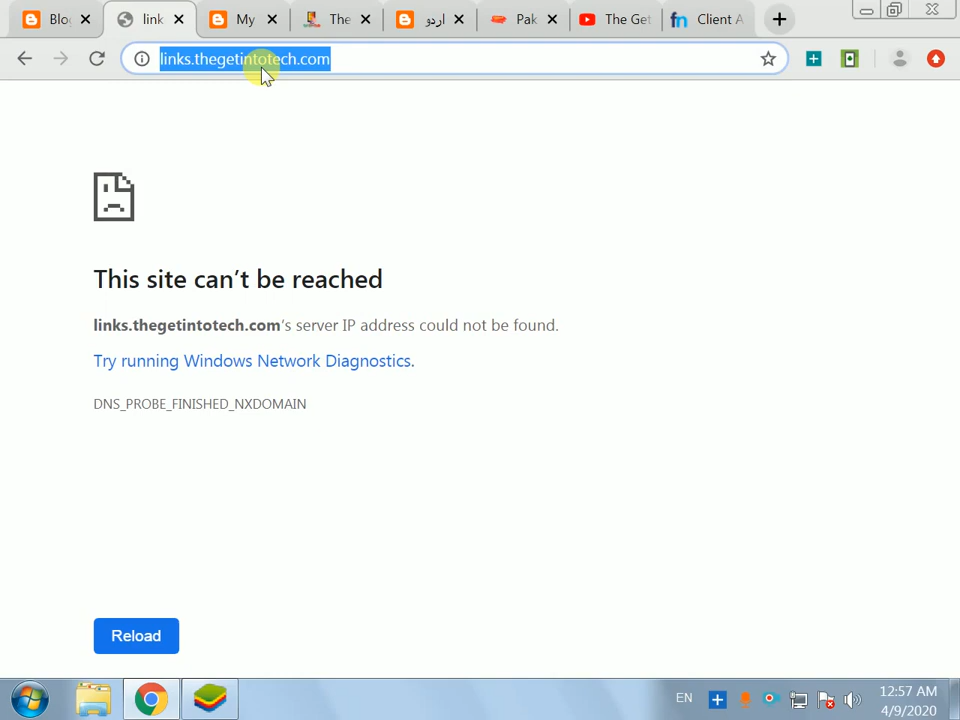 Blog
link
My
The
اردو
Pak
The Get
Client A
links.thegetintotech.com
This site can’t be reached
links.thegetintotech.com's server IP address could not be found.
Try running Windows Network Diagnostics.
DNS_PROBE_FINISHED_NXDOMAIN
Reload
EN
12:57 AM
4/9/2020